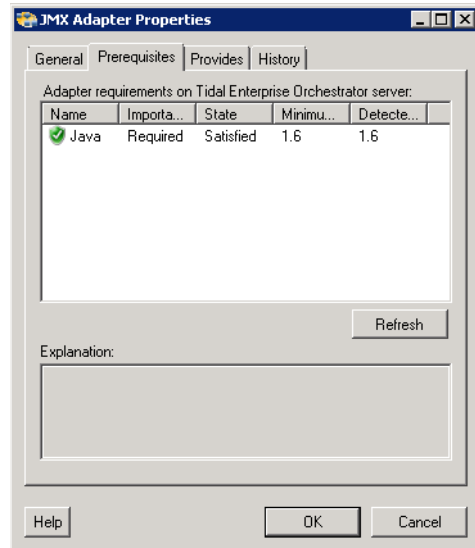 JMX Adapter Properties
General Prerequisites Provides History
Adapter requirements on Tidal Enterprise Orchestrator server:
Name Importa... State Minimu... Detecte...
Java Required Satisfied 1.6 1.6
Refresh
Explanation:
Help OK Cancel